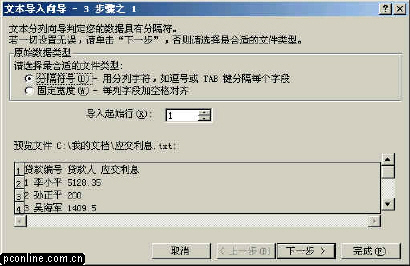 文本导入向导 - 3 步骤之 1
文本分列向导判定您的数据具有分隔符。
若一切设置无误，请单击“下一步”，否则请选择最合适的文件类型。
原始数据类型
请选择最合适的文件类型:
分隔符号(D) - 用分列字符，如逗号或 TAB 键分隔每个字段
固定宽度(W) - 每列字段加空格对齐
导入起始行(R): 1
预览文件 C:\我的文档\应交利息.txt:
1 贷款编号 贷款人 应交利息
2 1 李小平 5128.35
3 2 孙正平 200
4 3 吴海军 1409.5
取消 <上一步(B) 下一步> 完成(F)
pconline.com.cn